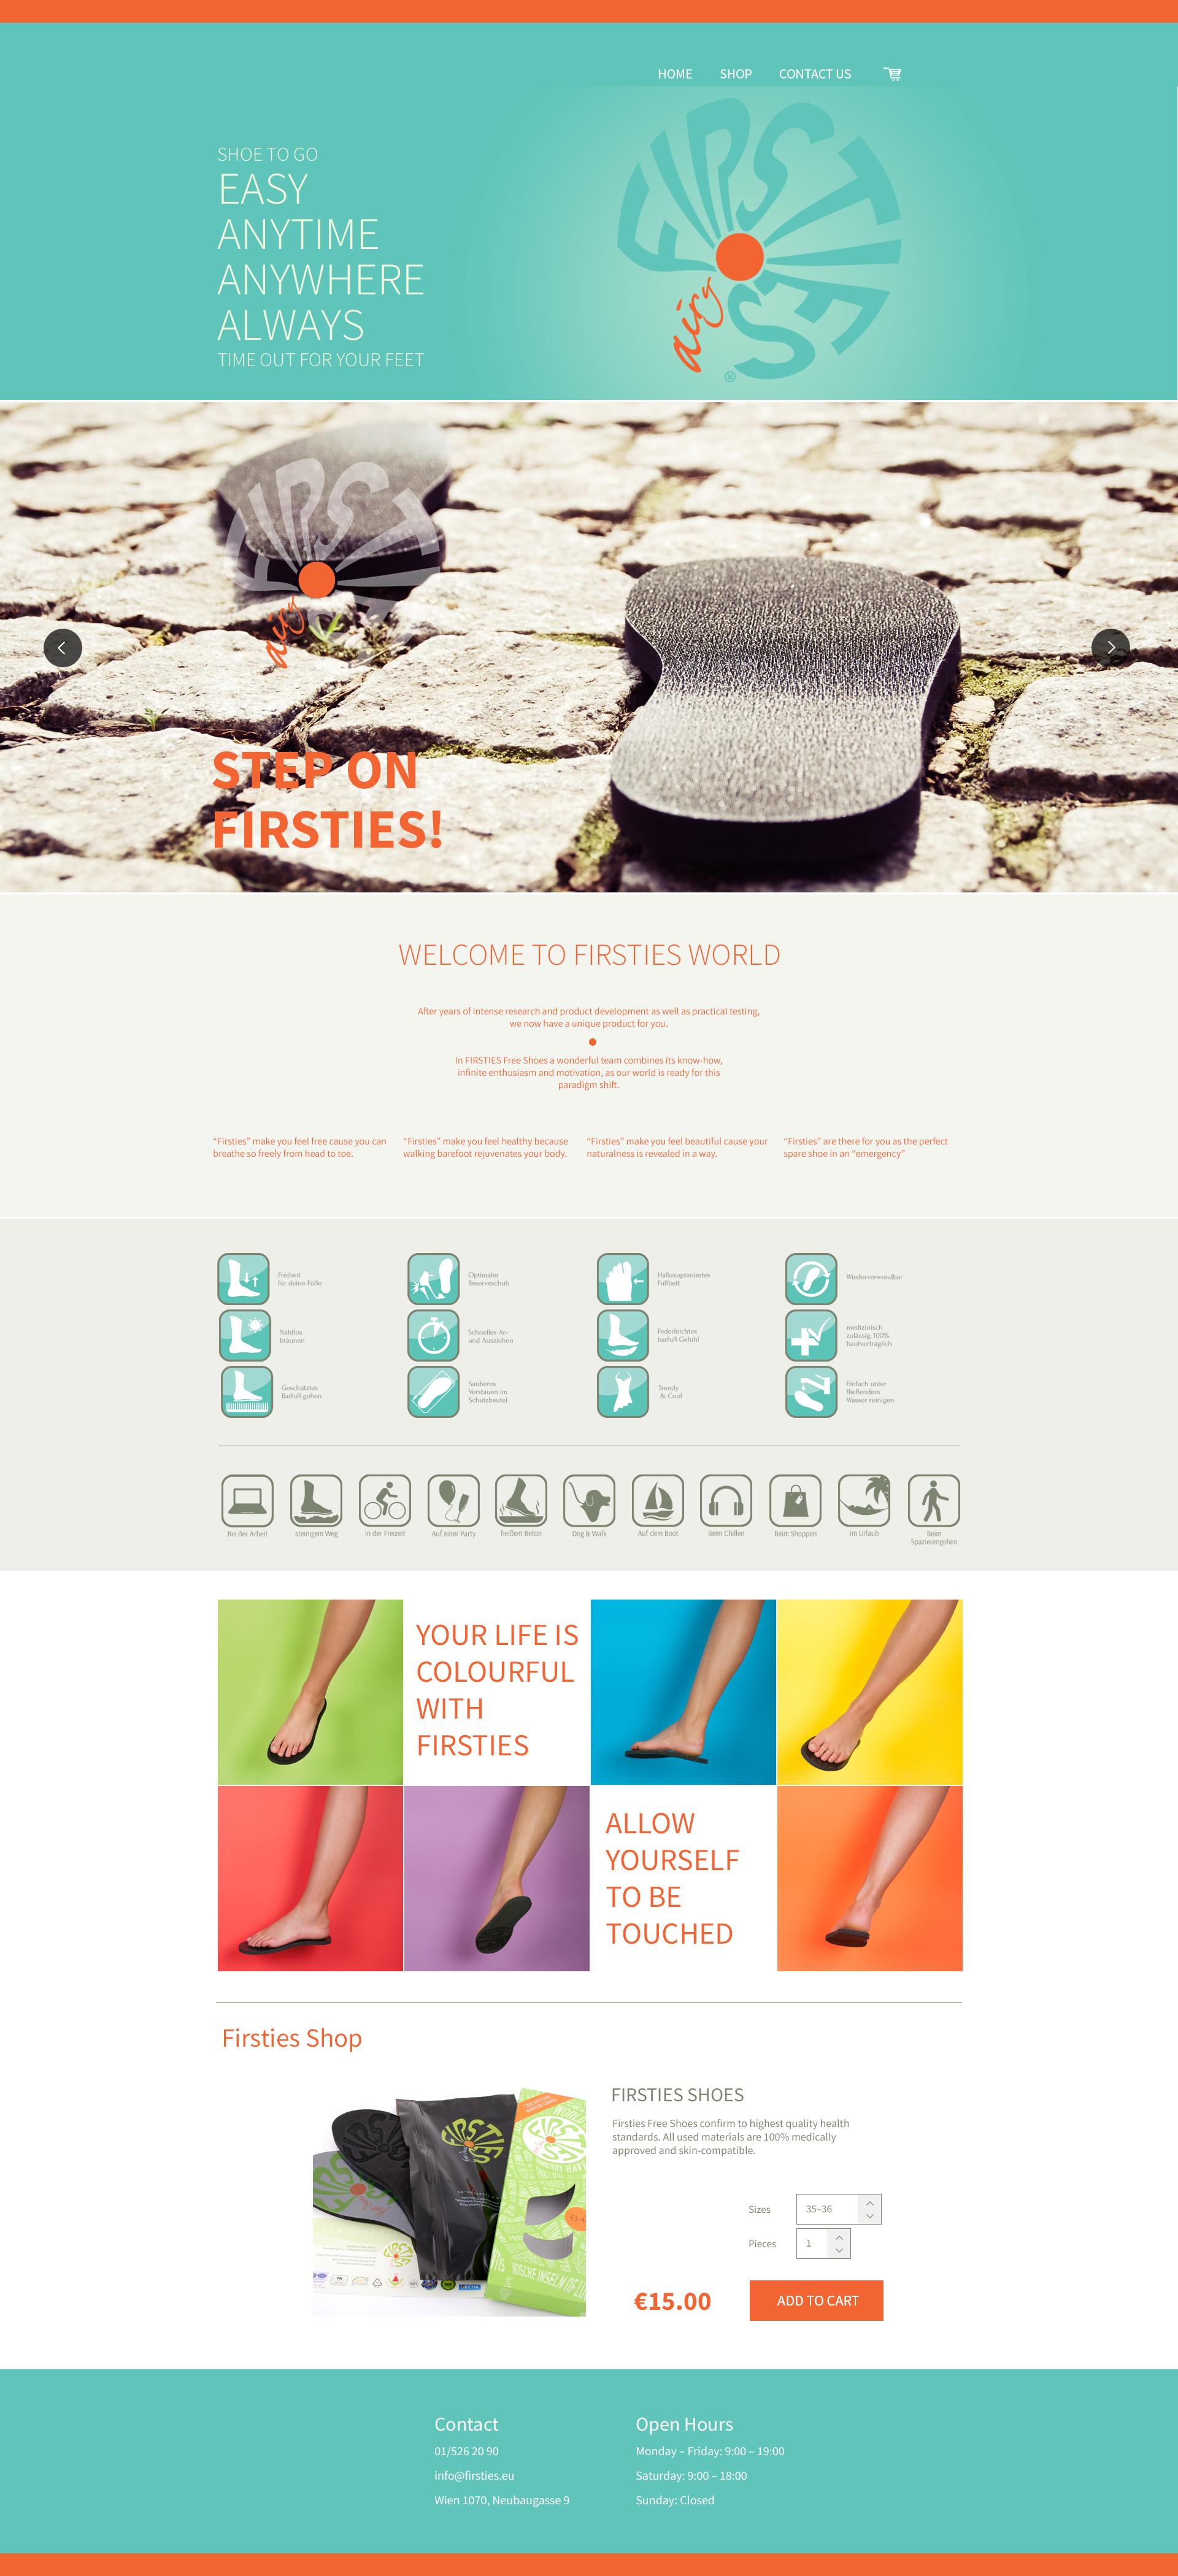 HOME SHOP CONTACT US
SHOE TO GO
EASY
ANYTIME
ANYWHERE
ALWAYS
TIME OUT FOR YOUR FEET
FIRSTIES
airy
®
FIRST
airy
STEP ON
FIRSTIES!
WELCOME TO FIRSTIES WORLD
After years of intense research and product development as well as practical testing,
we now have a unique product for you.
In FIRSTIES Free Shoes a wonderful team combines its know-how,
infinite enthusiasm and motivation, as our world is ready for this
paradigm shift.
“Firsties” make you feel free cause you can
breathe so freely from head to toe.
“Firsties” make you feel healthy because
walking barefoot rejuvenates your body.
“Firsties” make you feel beautiful cause your
naturalness is revealed in a way.
“Firsties” are there for you as the perfect
spare shoe in an “emergency”
Freiheit
für deine Füße
Optimaler
Reserveschuh
Halluxoptimiertes
Fußbett
Wiederverwendbar
Nahtlos
bräunen
Schnelles An-
und Ausziehen
Federleichtes
barfuß Gefühl
medizinisch
zulässig, 100%
hautverträglich
Geschütztes
Barfuß gehen
Sauberes
Verstauen im
Schutzbeutel
Trendy
& Cool
Einfach unter
fließendem
Wasser reinigen
Bei der Arbeit
steinigem Weg
In der Freizeit
Auf einer Party
heißem Beton
Dog & Walk
Auf dem Boot
Beim Chillen
Beim Shoppen
Im Urlaub
Beim
Spazierengehen
YOUR LIFE IS
COLOURFUL
WITH
FIRSTIES
ALLOW
YOURSELF
TO BE
TOUCHED
Firsties Shop
FIRSTIES SHOES
Firsties Free Shoes confirm to highest quality health
standards. All used materials are 100% medically
approved and skin-compatible.
Sizes 35–36
Pieces 1
€15.00 ADD TO CART
Contact
01/526 20 90
info@firsties.eu
Wien 1070, Neubaugasse 9
Open Hours
Monday – Friday: 9:00 – 19:00
Saturday: 9:00 – 18:00
Sunday: Closed